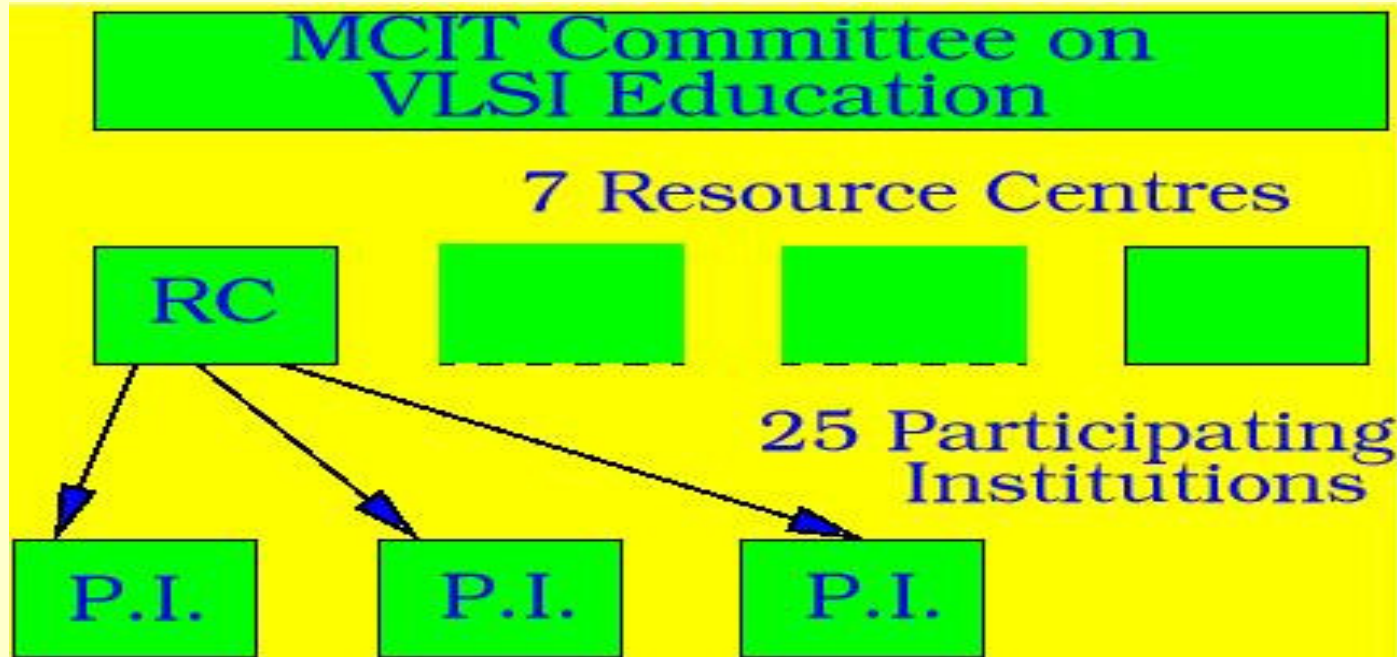 MCIT Committee on
VLSI Education
7 Resource Centres
RC
25 Participating
Institutions
P.I. P.I. P.I.